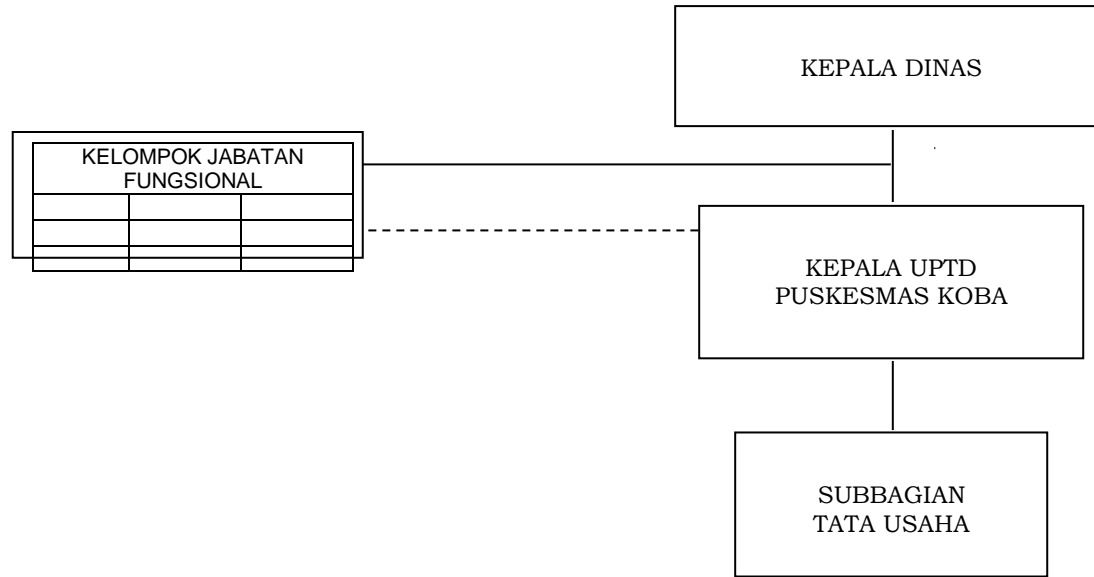 KEPALA DINAS
KELOMPOK JABATAN
FUNGSIONAL
KEPALA UPTD
PUSKESMAS KOBA
SUBBAGIAN
TATA USAHA